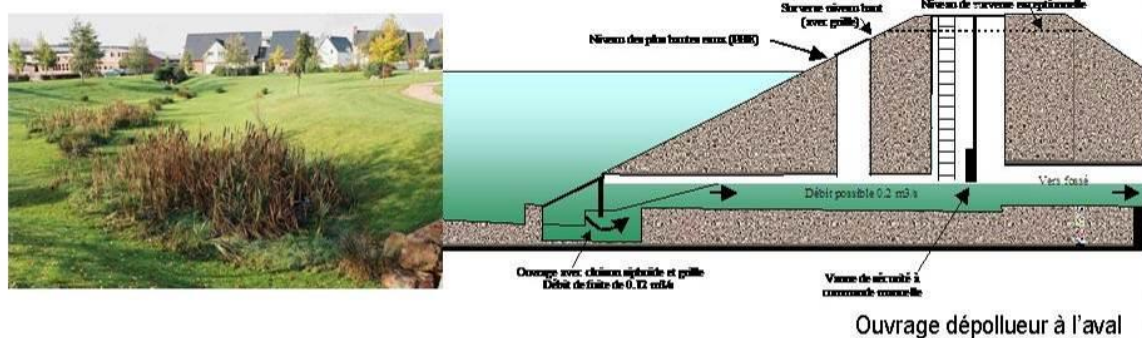 Surverse niveau haut
(avec grille)
Niveau de surverse exceptionnelle
Niveau des plus hautes eaux (PHE)
Débit possible 0.2 m3/s
Vers fossé
Ouvrage avec cloison siphoïde et grille
Débit de fuite de 0.12 m3/s
Vanne de sécurité à
commande manuelle
Ouvrage dépollueur à l'aval